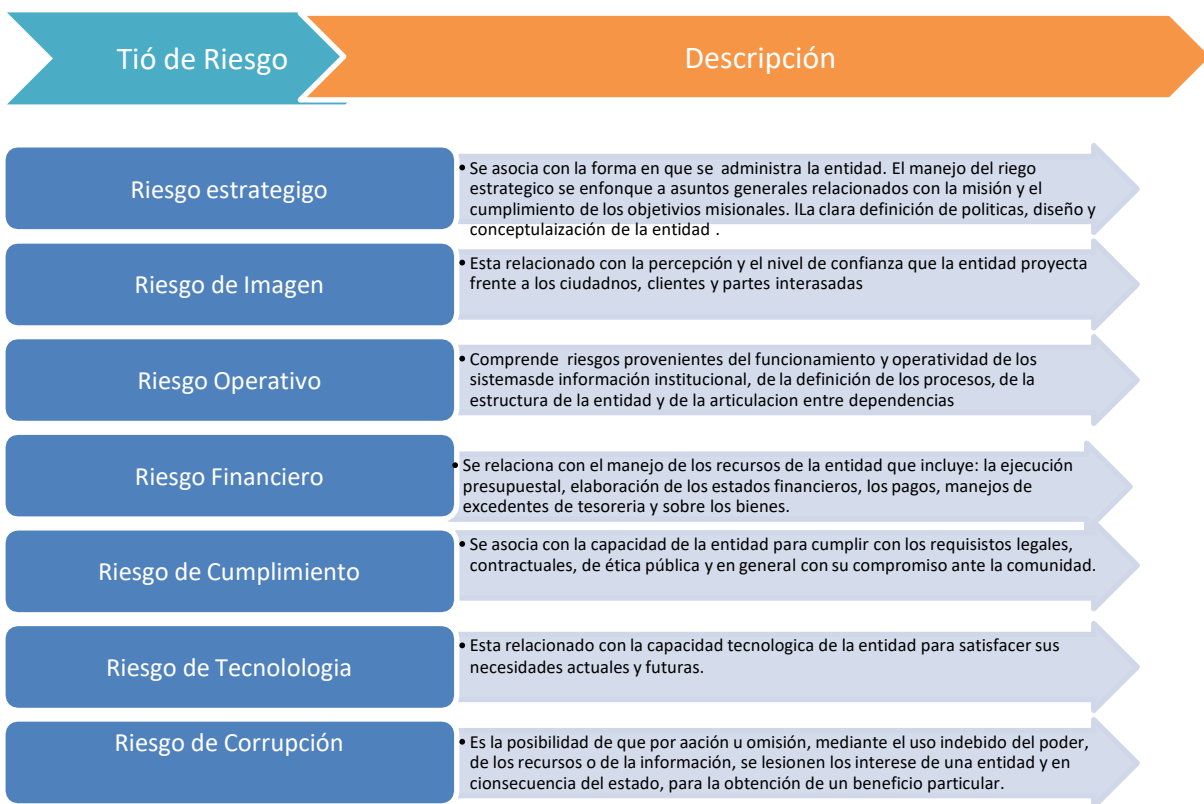 Tió de Riesgo
Descripción
Riesgo estrategigo
• Se asocia con la forma en que se administra la entidad. El manejo del riego
estrategico se enfonque a asuntos generales relacionados con la misión y el
cumplimiento de los objetivios misionales. lLa clara definición de politicas, diseño y
conceptulaización de la entidad .
Riesgo de Imagen
• Esta relacionado con la percepción y el nivel de confianza que la entidad proyecta
frente a los ciudadnos, clientes y partes interasadas
Riesgo Operativo
• Comprende riesgos provenientes del funcionamiento y operatividad de los
sistemasde información institucional, de la definición de los procesos, de la
estructura de la entidad y de la articulacion entre dependencias
Riesgo Financiero
• Se relaciona con el manejo de los recursos de la entidad que incluye: la ejecución
presupuestal, elaboración de los estados financieros, los pagos, manejos de
excedentes de tesoreria y sobre los bienes.
Riesgo de Cumplimiento
• Se asocia con la capacidad de la entidad para cumplir con los requisistos legales,
contractuales, de ética pública y en general con su compromiso ante la comunidad.
Riesgo de Tecnolologia
• Esta relacionado con la capacidad tecnologica de la entidad para satisfacer sus
necesidades actuales y futuras.
Riesgo de Corrupción
• Es la posibilidad de que por aación u omisión, mediante el uso indebido del poder,
de los recursos o de la información, se lesionen los interese de una entidad y en
cionsecuencia del estado, para la obtención de un beneficio particular.